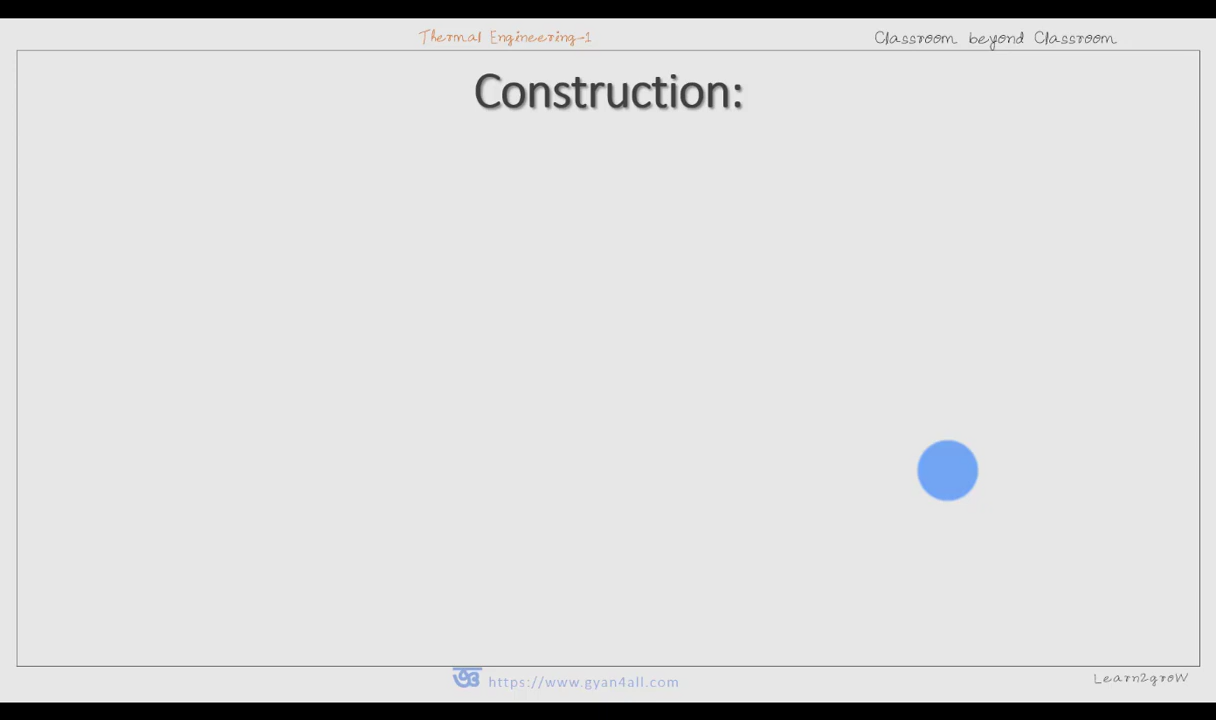 Thermal Engineering-1
Classroom beyond Classroom
Construction:
https://www.gyan4all.com
Learn2groW